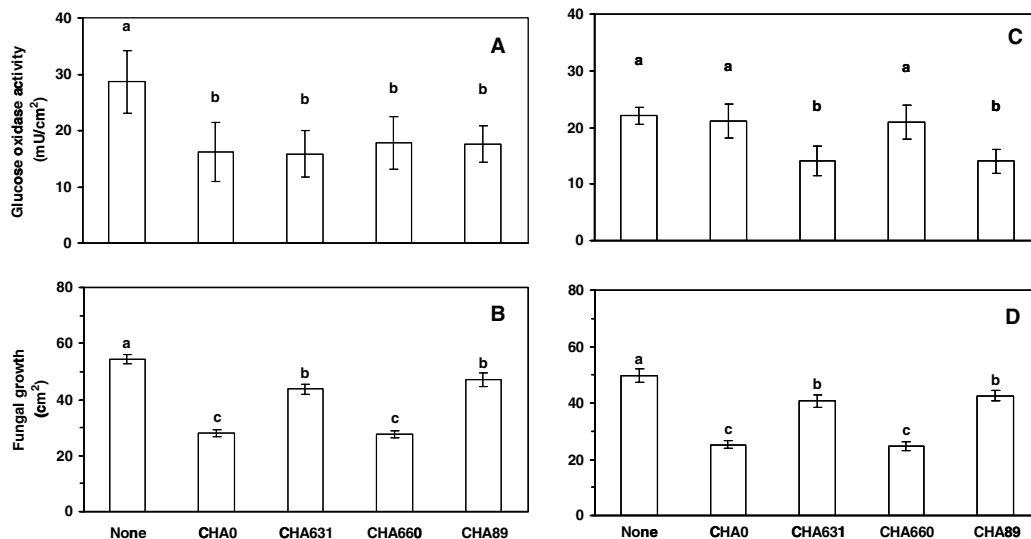 Glucose oxidase activity
(mU/cm²)
40
30
20
10
0
a
b
b
b
b
A
40
30
20
10
0
a
a
b
a
b
C
Fungal growth
(cm²)
80
60
40
20
0
a
c
b
c
b
B
None CHA0 CHA631 CHA660 CHA89
80
60
40
20
0
a
c
b
c
b
D
None CHA0 CHA631 CHA660 CHA89